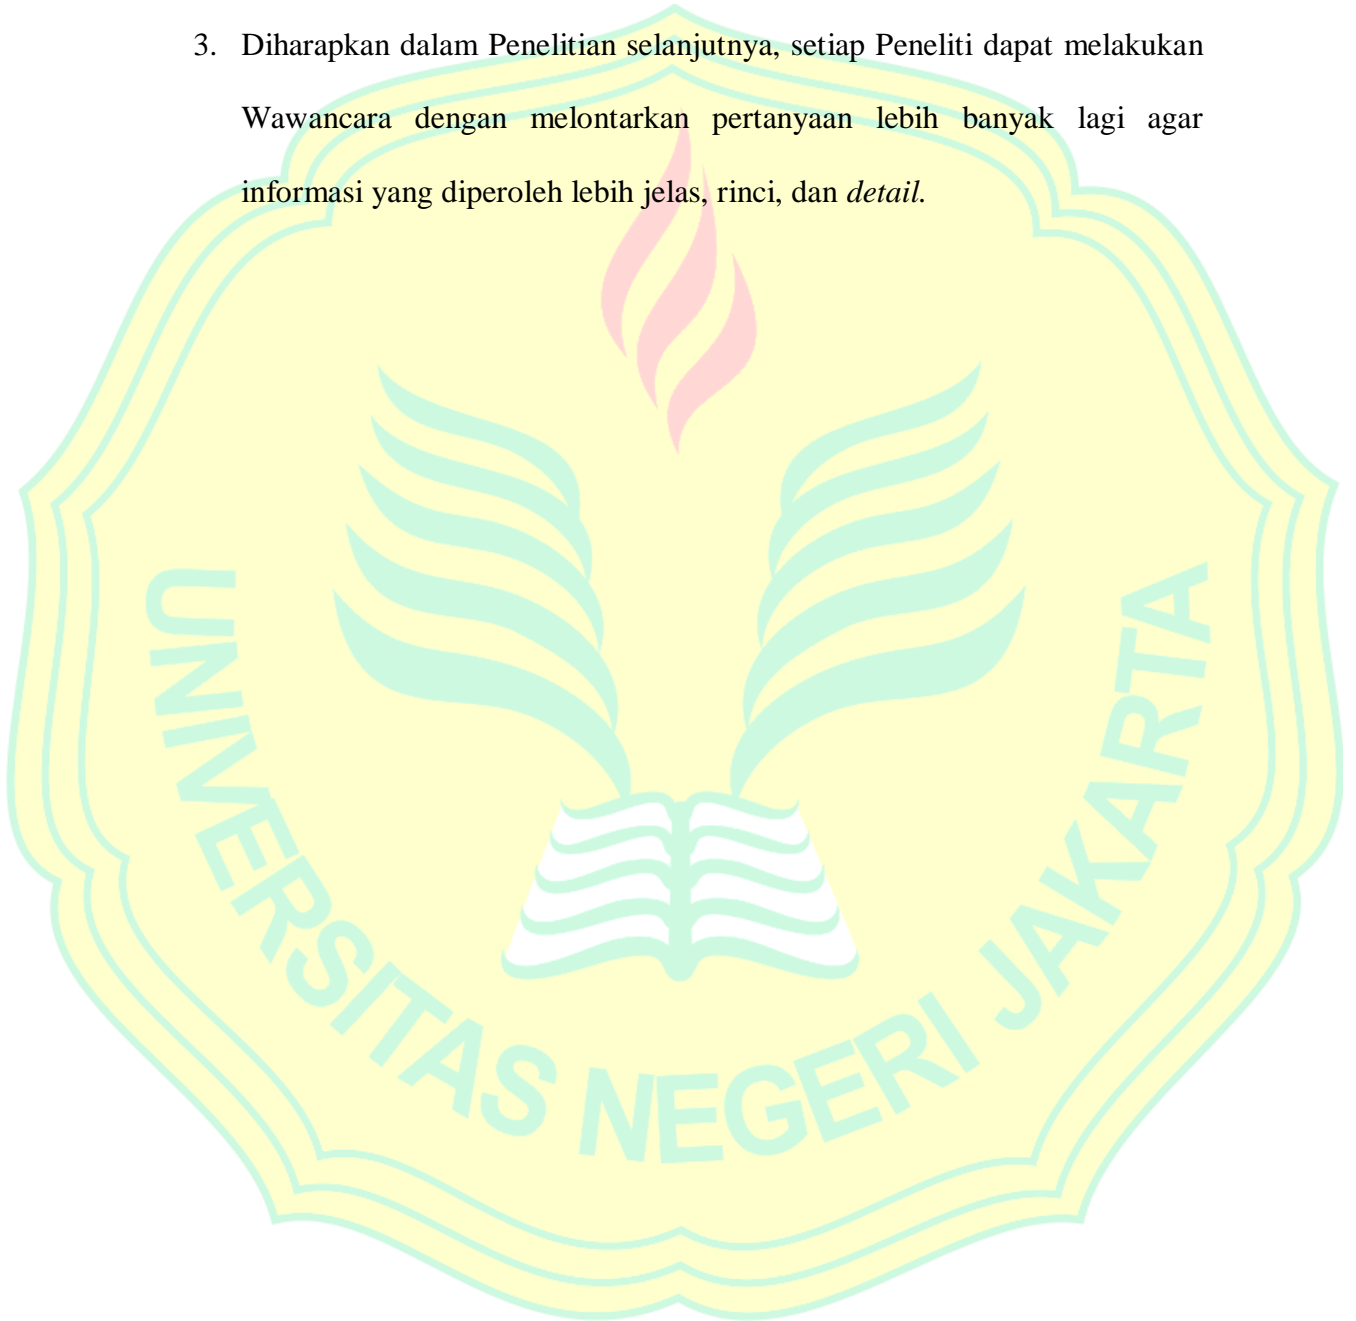 3. Diharapkan dalam Penelitian selanjutnya, setiap Peneliti dapat melakukan
Wawancara dengan melontarkan pertanyaan lebih banyak lagi agar
informasi yang diperoleh lebih jelas, rinci, dan detail.
UNIVERSITAS NEGERI JAKARTA